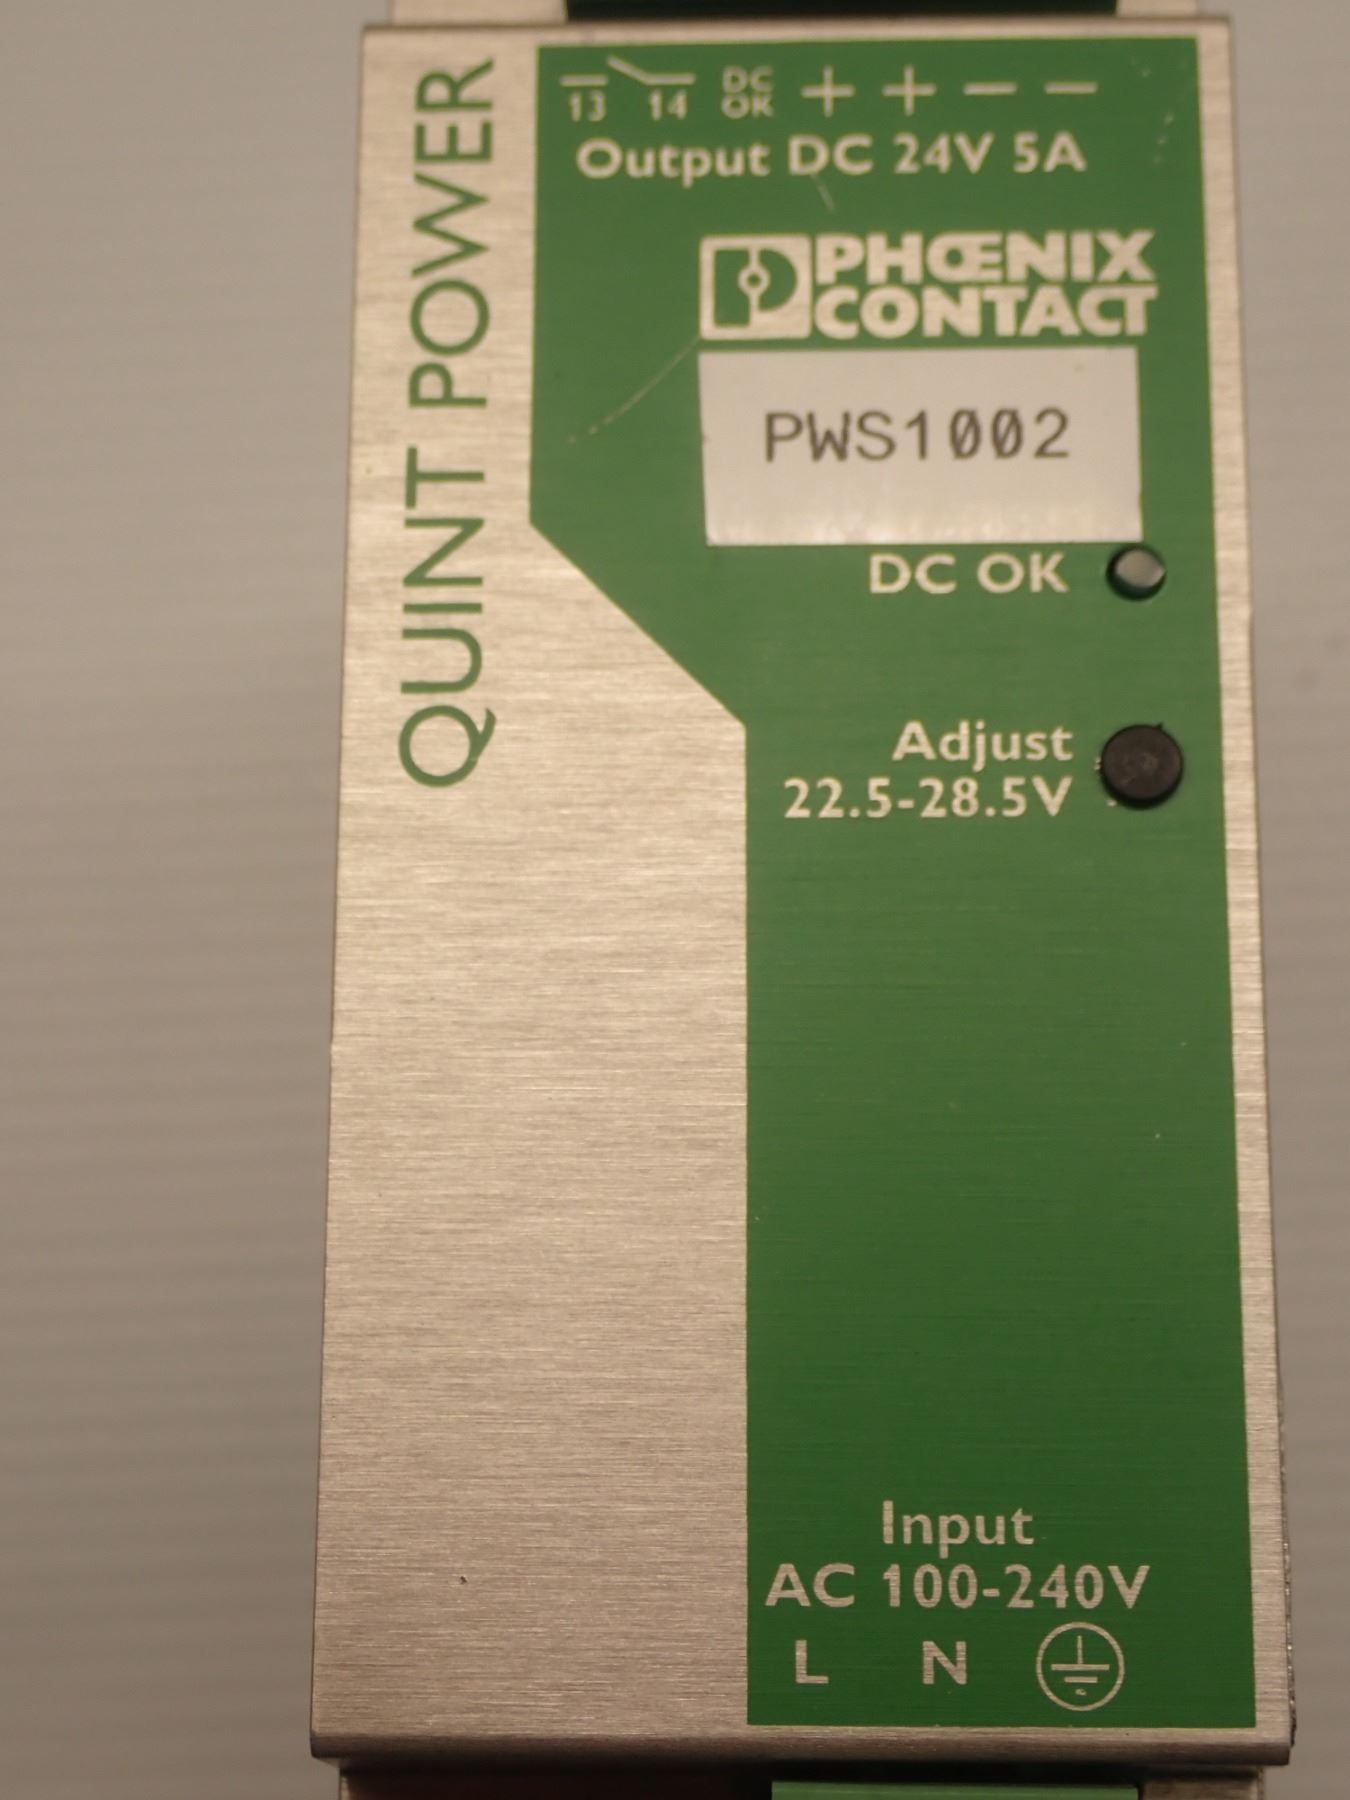 QUINT POWER
13 14 DC OK + + − −
Output DC 24V 5A
PHŒNIX
CONTACT
PWS1002
DC OK
Adjust
22.5-28.5V
Input
AC 100-240V
L N